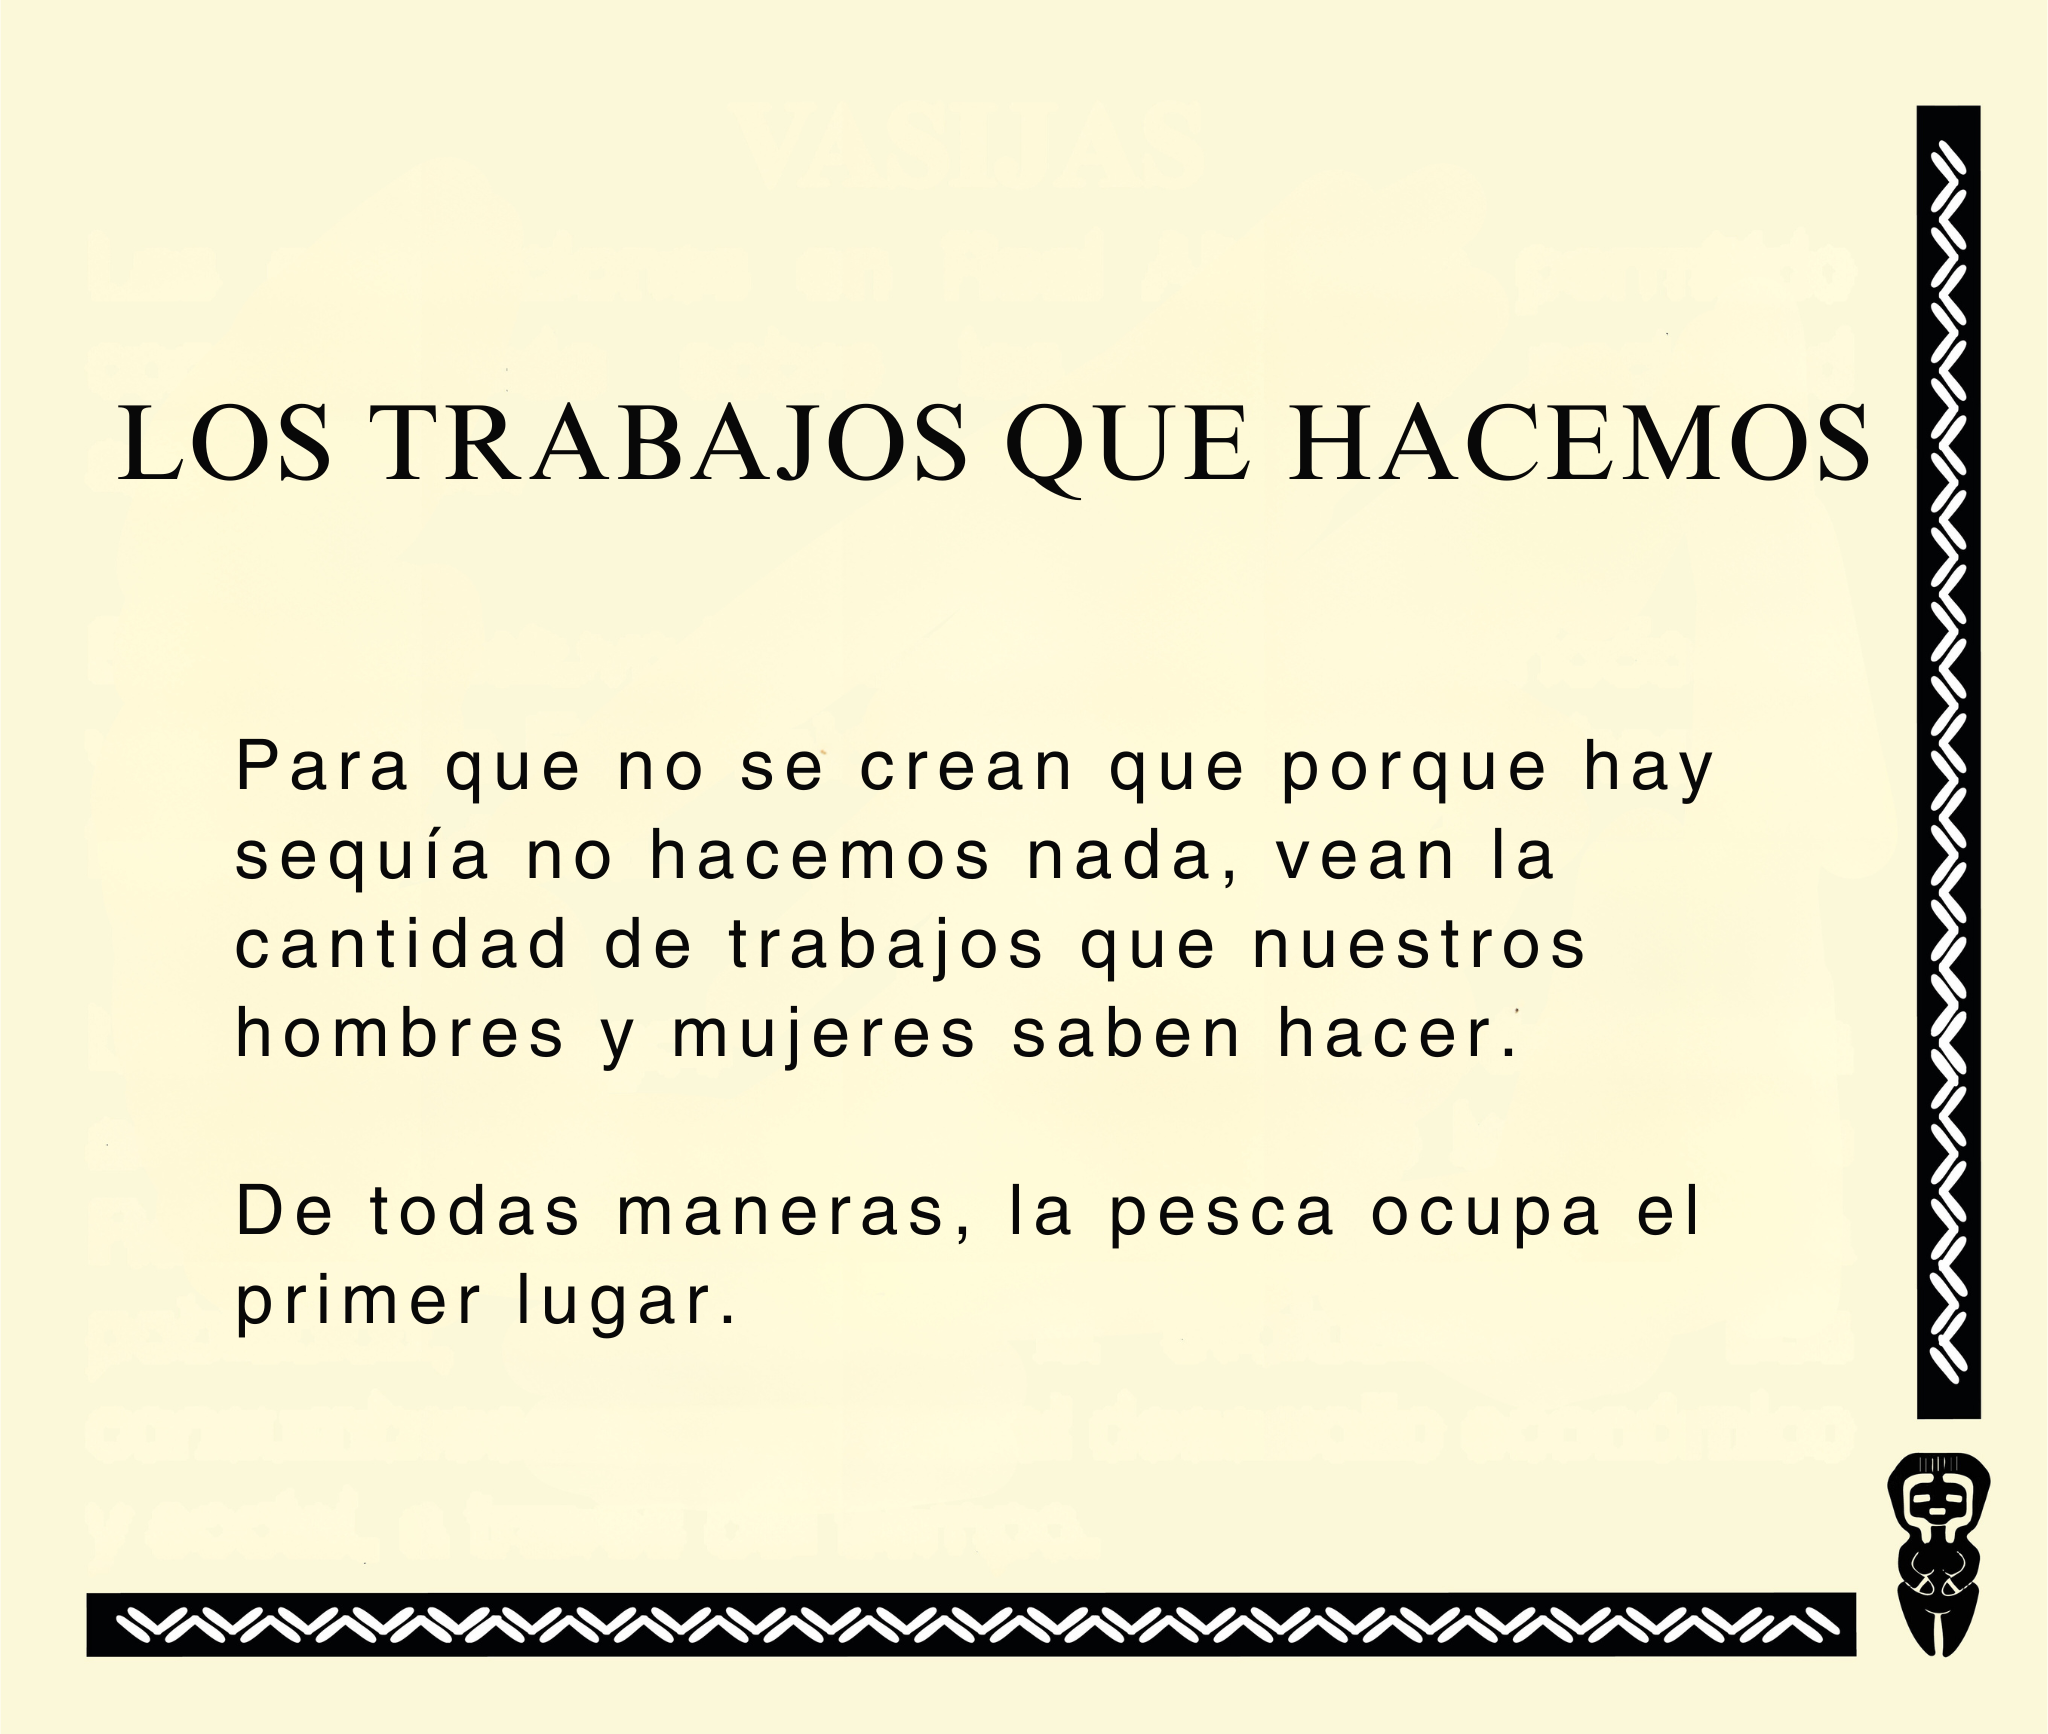 LOS TRABAJOS QUE HACEMOS
Para que no se crean que porque hay
sequía no hacemos nada, vean la
cantidad de trabajos que nuestros
hombres y mujeres saben hacer.
De todas maneras, la pesca ocupa el
primer lugar.
VASIJAS